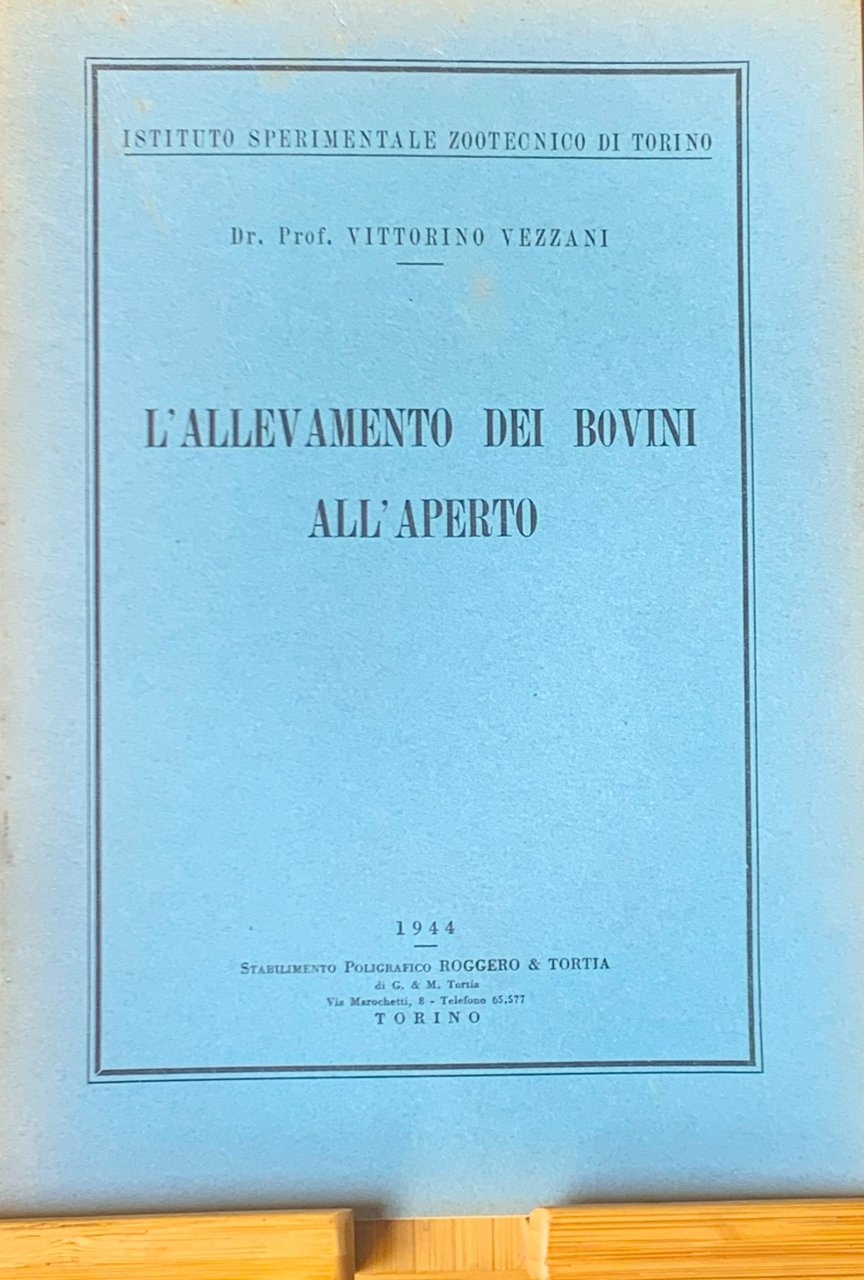 ISTITUTO SPERIMENTALE ZOOTECNICO DI TORINO
Dr. Prof. VITTORINO VEZZANI
L'ALLEVAMENTO DEI BOVINI
ALL'APERTO
1944
STABILIMENTO POLIGRAFICO ROGGERO & TORTIA
di G. & M. Tortia
Via Marochetti, 8 - Telefono 65.577
TORINO